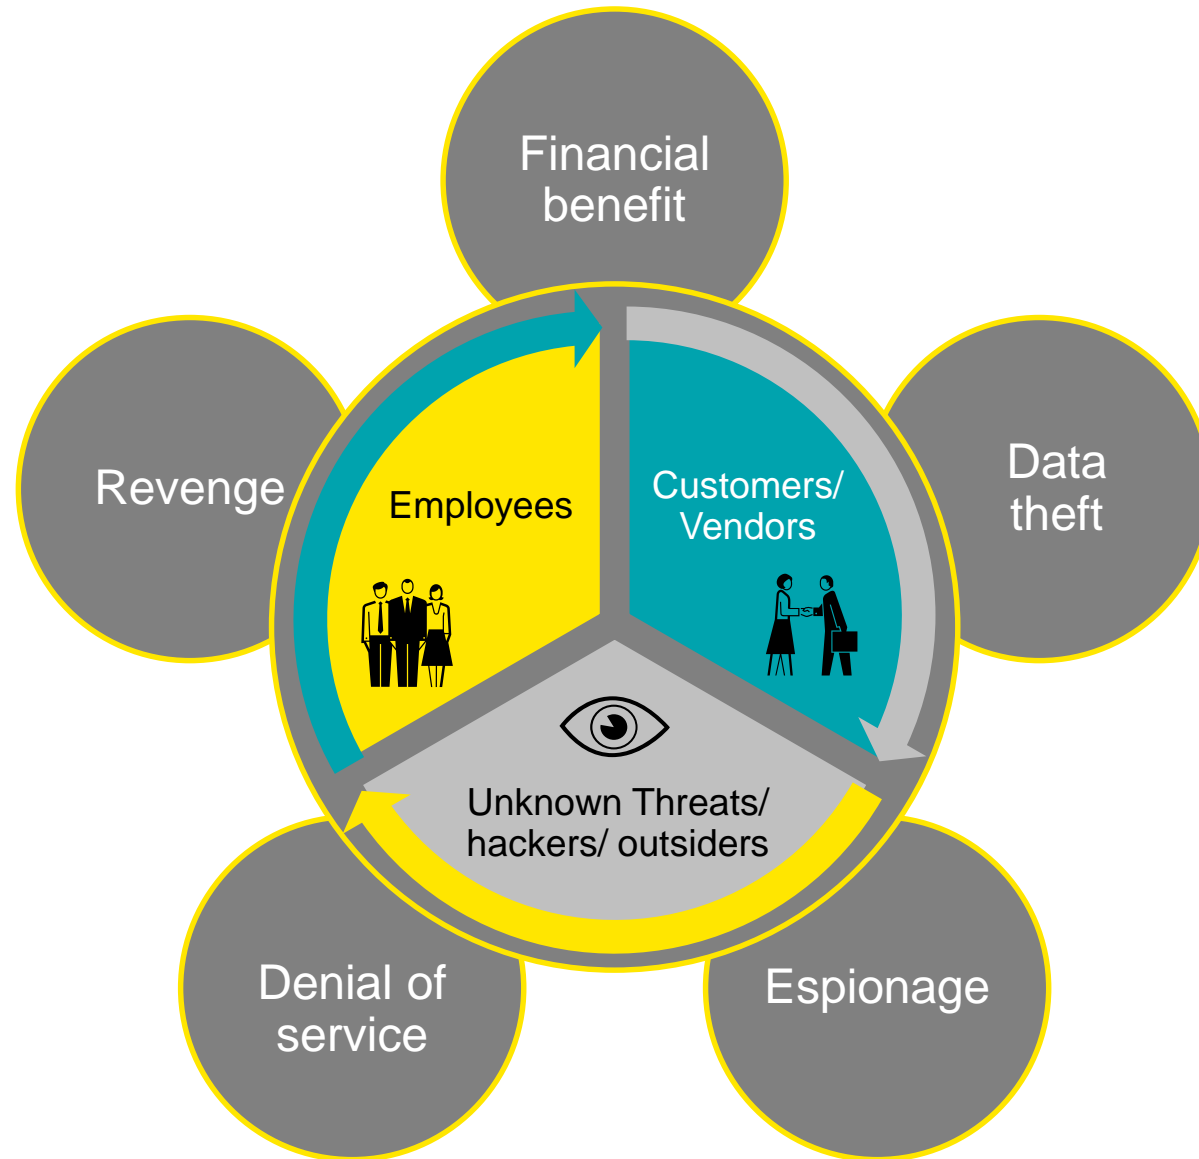 Financial
benefit
Revenge
Employees
Customers/
Vendors
Data
theft
Unknown Threats/
hackers/ outsiders
Denial of
service
Espionage